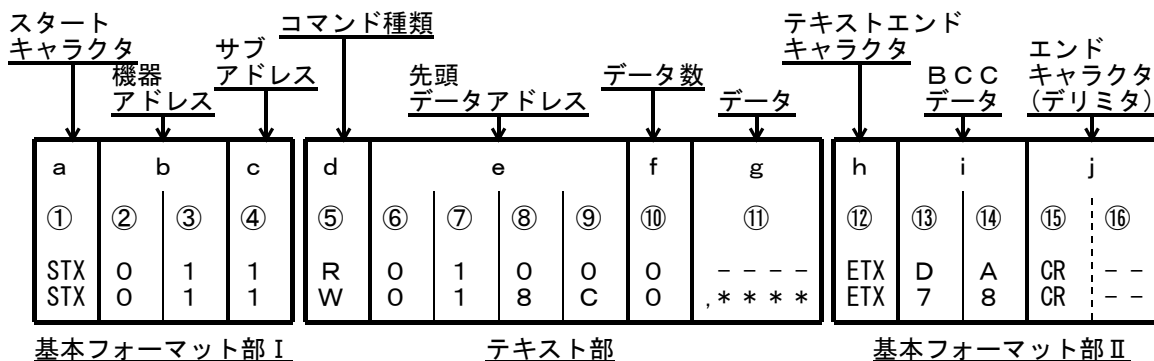 スタート
キャラクタ
機器
アドレス
サブ
アドレス
コマンド種類
先頭
データアドレス
データ数
データ
テキストエンド
キャラクタ
ＢＣＣ
データ
エンド
キャラクタ
(デリミタ)
a b c d e f g h i j
① ② ③ ④ ⑤ ⑥ ⑦ ⑧ ⑨ ⑩ ⑪ ⑫ ⑬ ⑭ ⑮ ⑯
STX 0 1 1 R 0 1 0 0 0 - - - - ETX D A CR - -
STX 0 1 1 W 0 1 8 C 0 ,＊＊＊＊ ETX 7 8 CR - -
基本フォーマット部Ⅰ テキスト部 基本フォーマット部Ⅱ